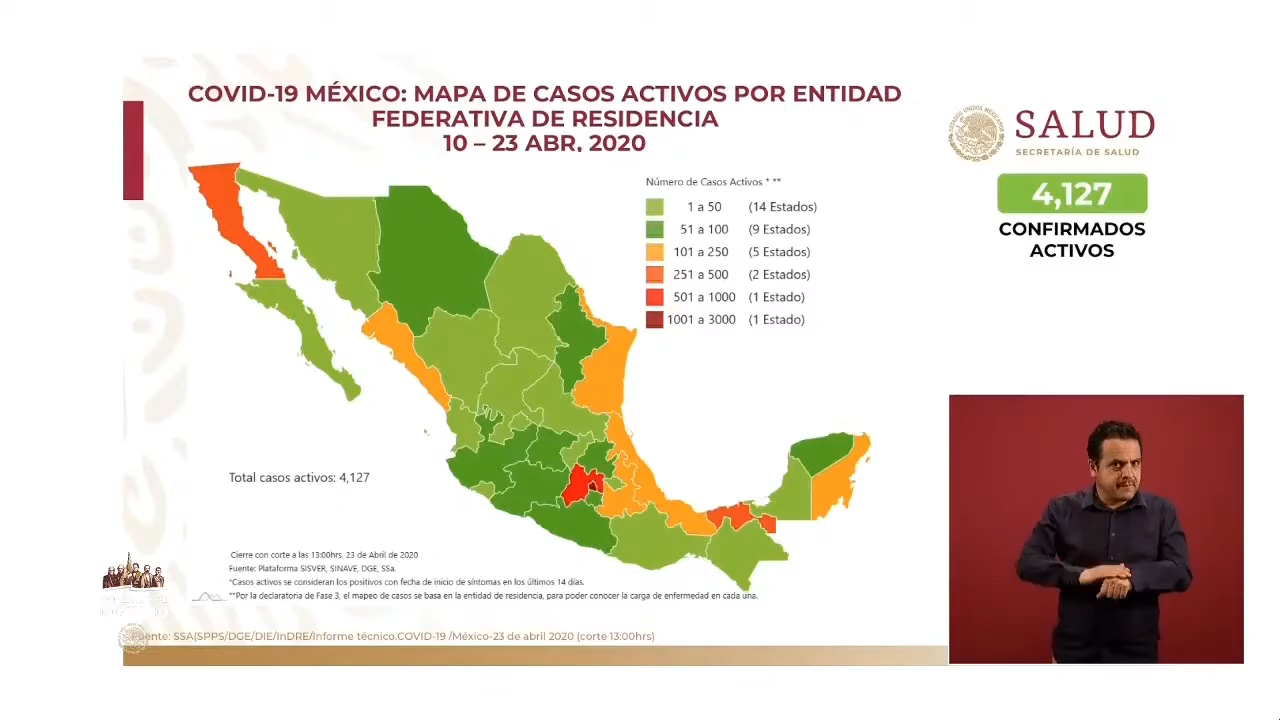 COVID-19 MÉXICO: MAPA DE CASOS ACTIVOS POR ENTIDAD
FEDERATIVA DE RESIDENCIA
10 – 23 ABR, 2020
SALUD
SECRETARÍA DE SALUD
4,127
CONFIRMADOS
ACTIVOS
Número de Casos Activos * **
1 a 50 (14 Estados)
51 a 100 (9 Estados)
101 a 250 (5 Estados)
251 a 500 (2 Estados)
501 a 1000 (1 Estado)
1001 a 3000 (1 Estado)
Total casos activos: 4,127
Cierre con corte a las 13:00hrs, 23 de Abril de 2020
Fuente: Plataforma SISVER, SINAVE, DGE, SSa.
*Casos activos se consideran los positivos con fecha de inicio de síntomas en los últimos 14 días.
**Por la declaratoria de Fase 3, el mapeo de casos se basa en la entidad de residencia, para poder conocer la carga de enfermedad en cada una.
Fuente: SSA(SPPS/DGE/DIE/InDRE/Informe técnico.COVID-19 /México-23 de abril 2020 (corte 13:00hrs)